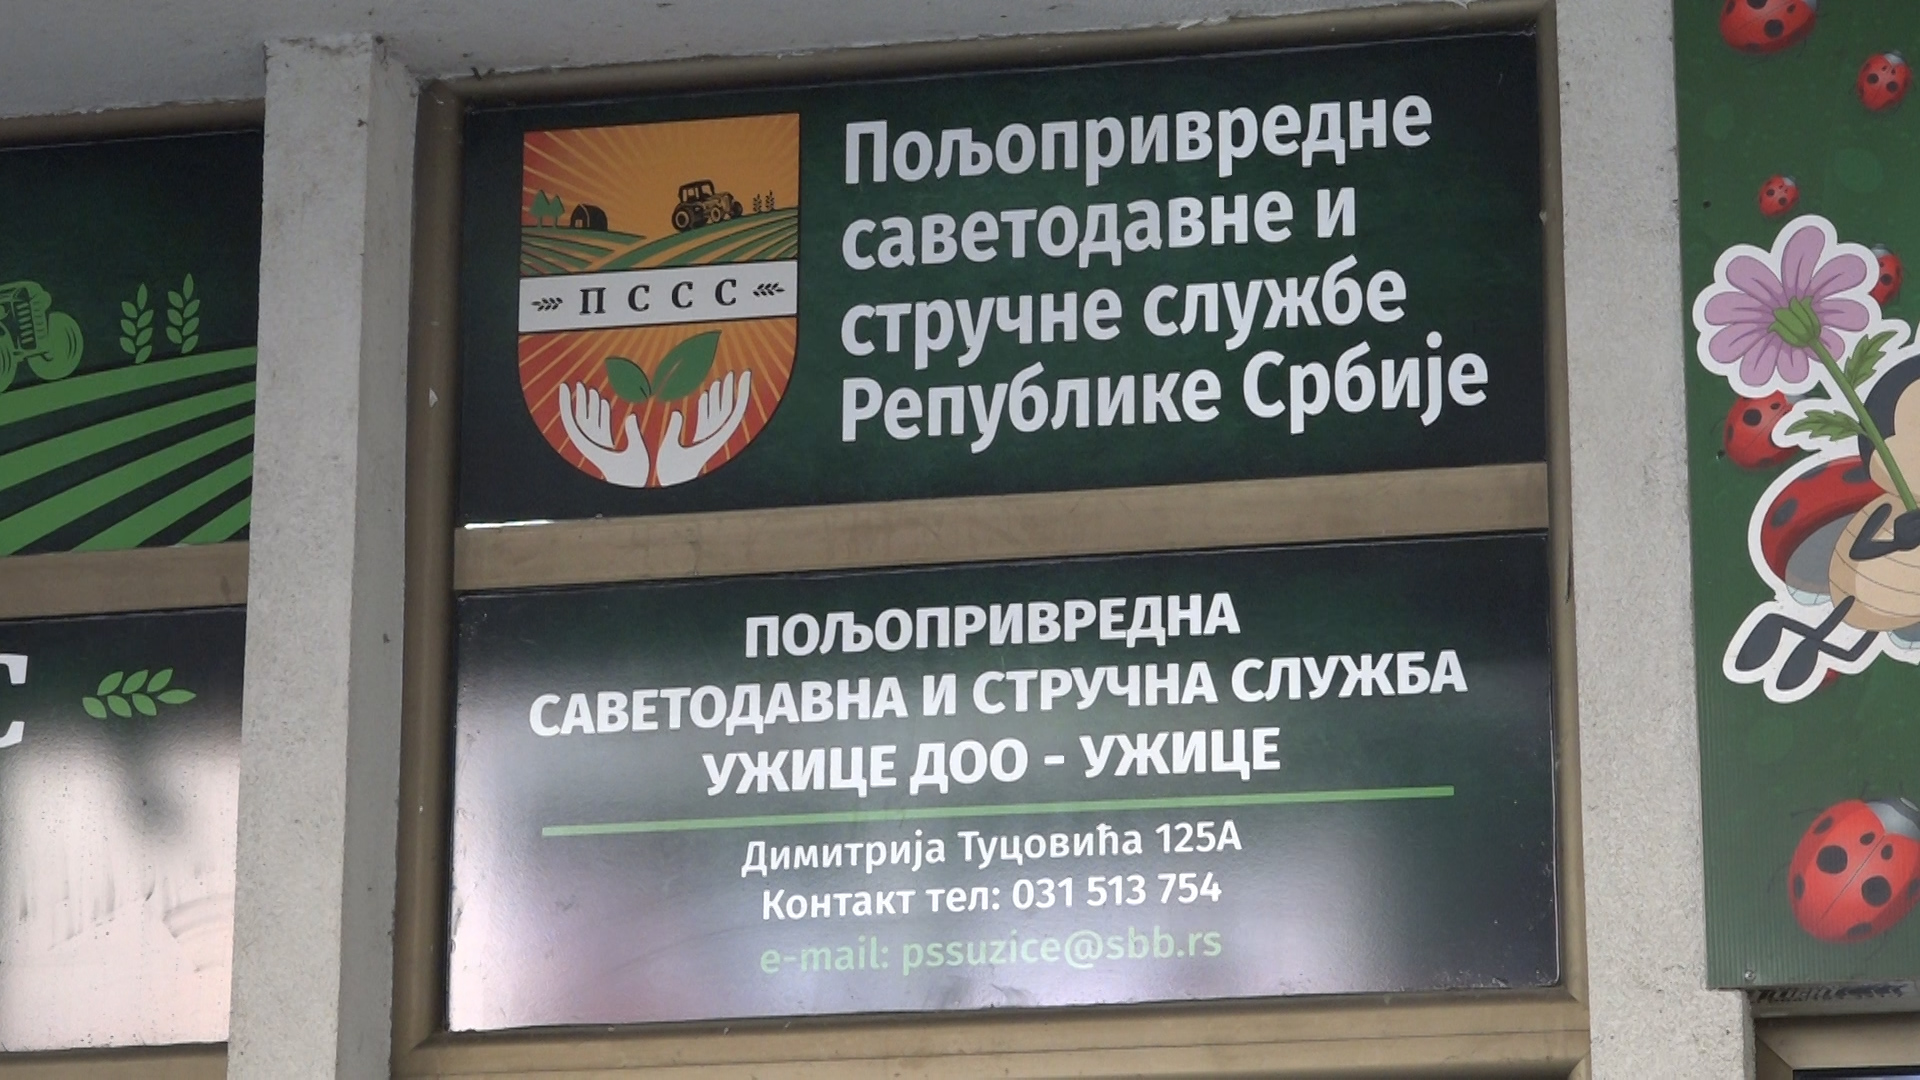 Пољопривредне
саветодавне и
стручне службе
Републике Србије
П С С С
ПОЉОПРИВРЕДНА
САВЕТОДАВНА И СТРУЧНА СЛУЖБА
УЖИЦЕ ДОО - УЖИЦЕ
Димитрија Туцовића 125А
Контакт тел: 031 513 754
e-mail: pssuzice@sbb.rs
С